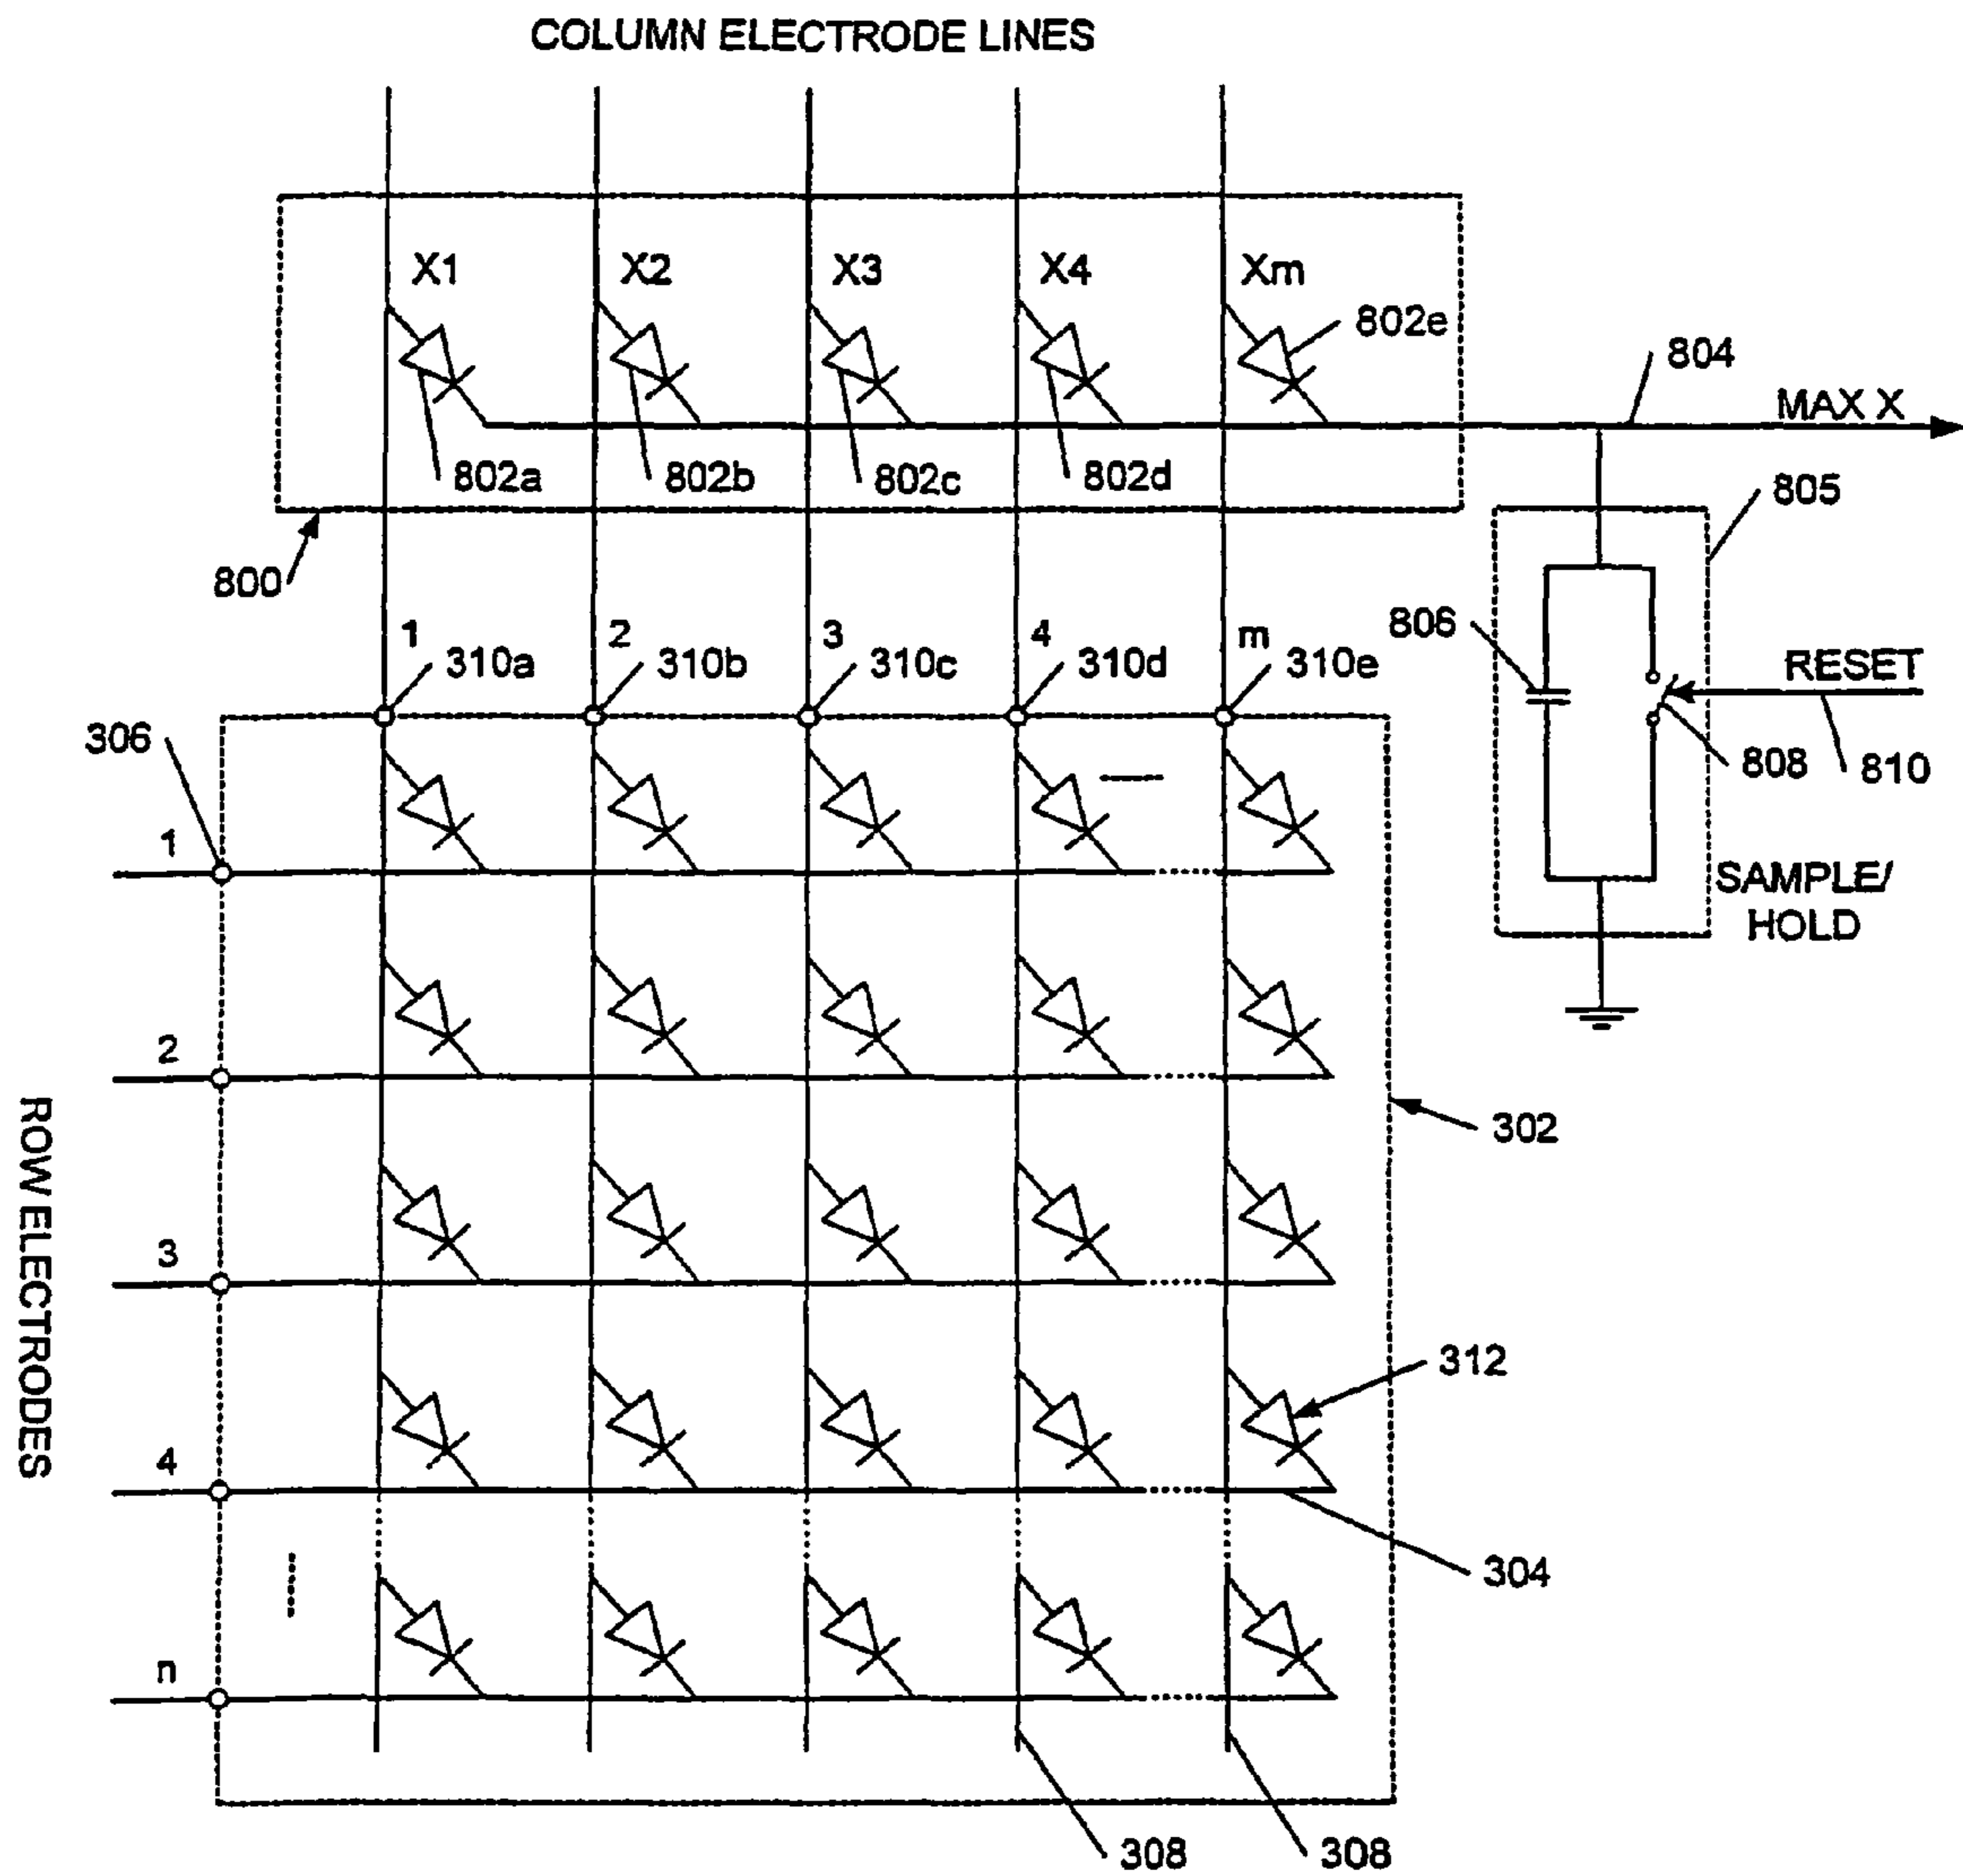 COLUMN ELECTRODE LINES
X1 X2 X3 X4 Xm
802e
804
MAX X
802a 802b 802c 802d
805
800
806
1 2 3 4 m
310a 310b 310c 310d 310e
RESET
306
808 810
1
SAMPLE/
HOLD
2
302
ROW ELECTRODES
3
312
4
304
n
308 308